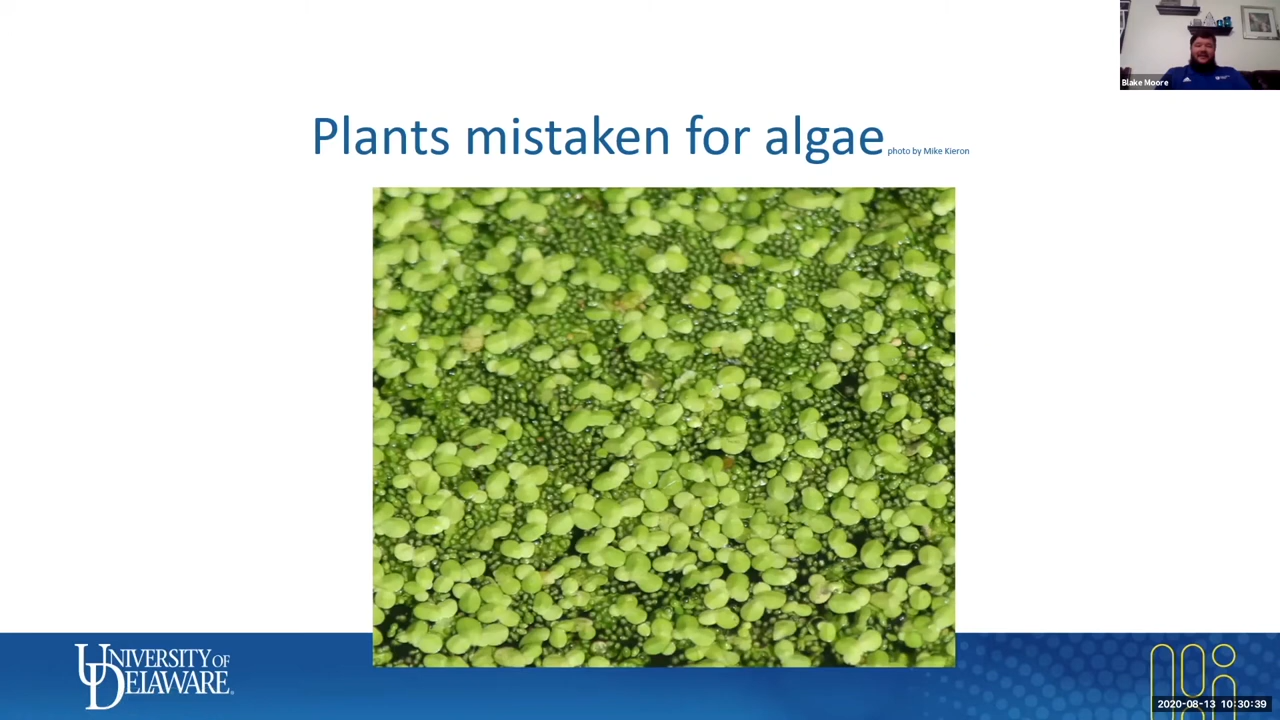 Blake Moore
Plants mistaken for algae photo by Mike Kieron
UNIVERSITY OF
DELAWARE.
2020-08-13 10:30:39